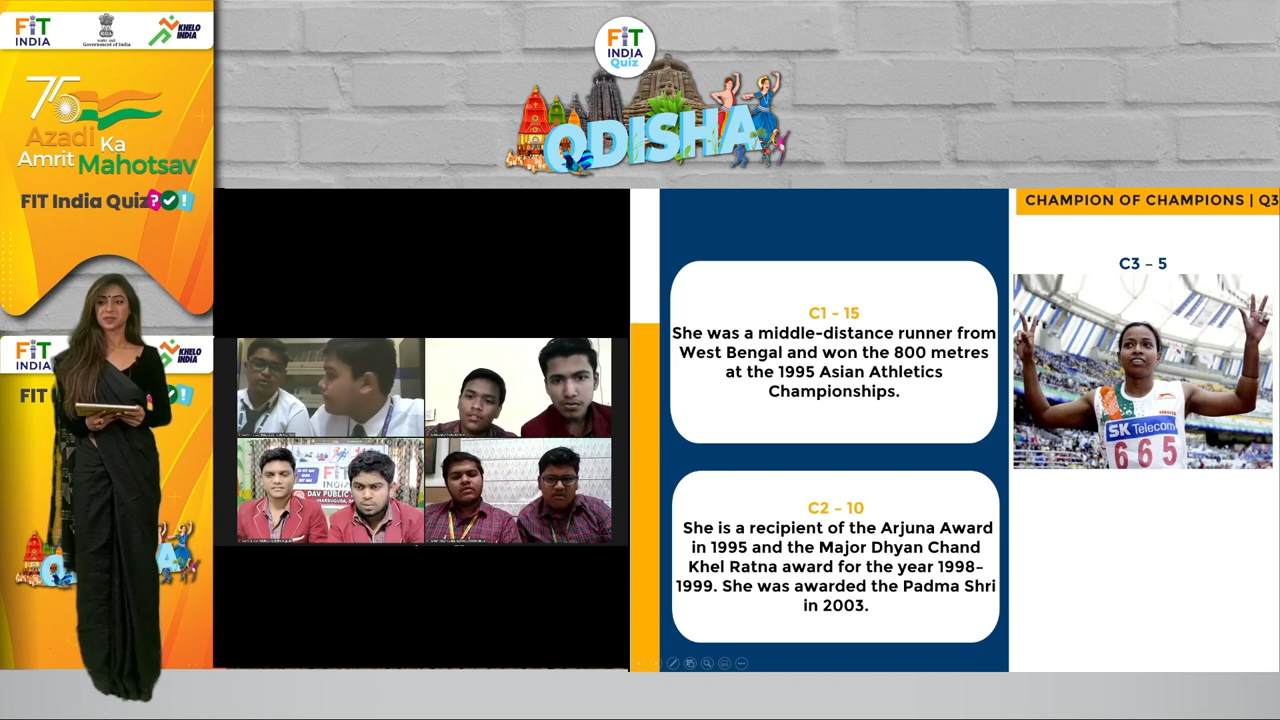 FiT
INDIA
Government of India
KHELO
INDIA
75
Azadi Ka
Amrit Mahotsav
FIT India Quiz?!
FiT
INDIA
KHELO
INDIA
FIT
FiT
INDIA
Quiz
ODISHA
FIT
DAV PUBLIC
C1 - 15
She was a middle-distance runner from
West Bengal and won the 800 metres
at the 1995 Asian Athletics
Championships.
C2 – 10
She is a recipient of the Arjuna Award
in 1995 and the Major Dhyan Chand
Khel Ratna award for the year 1998–
1999. She was awarded the Padma Shri
in 2003.
CHAMPION OF CHAMPIONS | Q3
C3 – 5
SK Telecom
665